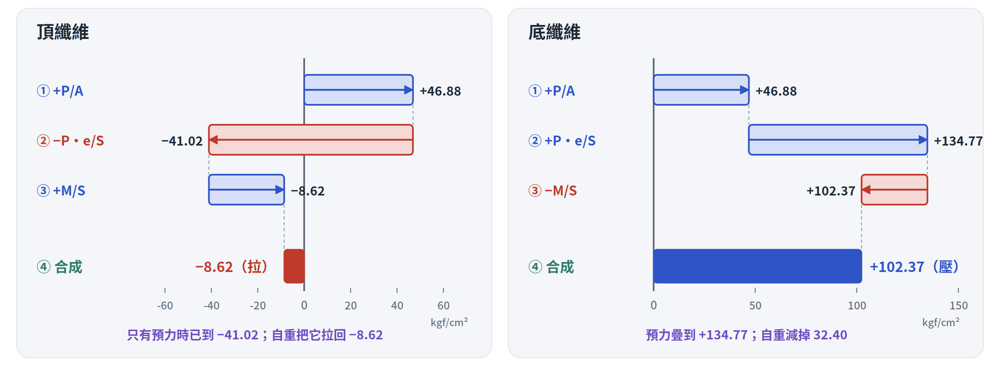 頂纖維
① +P/A
+46.88
② −P・e/S
−41.02
③ +M/S
−8.62
④ 合成
−8.62（拉）
-60 -40 -20 0 20 40 60
kgf/cm²
只有預力時已到 −41.02；自重把它拉回 −8.62
底纖維
① +P/A
+46.88
② +P・e/S
+134.77
③ −M/S
+102.37
④ 合成
+102.37（壓）
0 50 100 150
kgf/cm²
預力疊到 +134.77；自重減掉 32.40